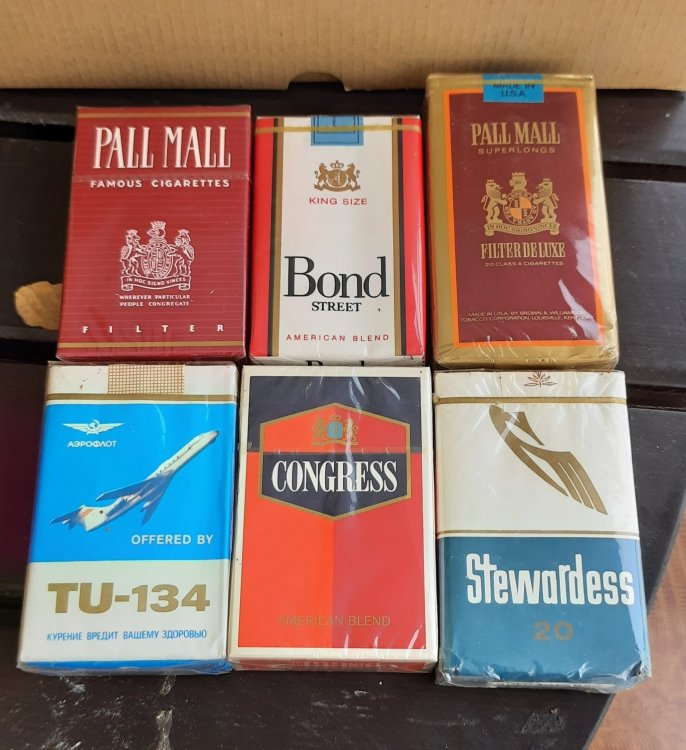 PALL MALL
FAMOUS CIGARETTES
IN HOC SIGNO VINCES
WHEREVER PARTICULAR
PEOPLE CONGREGATE
FILTER
KING SIZE
Bond
STREET
AMERICAN BLEND
MADE IN
U.S.A.
PALL MALL
SUPERLONGS
IN HOC SIGNO VINCES
FILTER DE LUXE
20 CLASS A CIGARETTES
MADE IN U.S.A. BY BROWN & WILLIAMSON
TOBACCO CORPORATION LOUISVILLE, KENTUCKY
АЭРОФЛОТ
OFFERED BY
TU-134
КУРЕНИЕ ВРЕДИТ ВАШЕМУ ЗДОРОВЬЮ
CONGRESS
AMERICAN BLEND
Stewardess
20